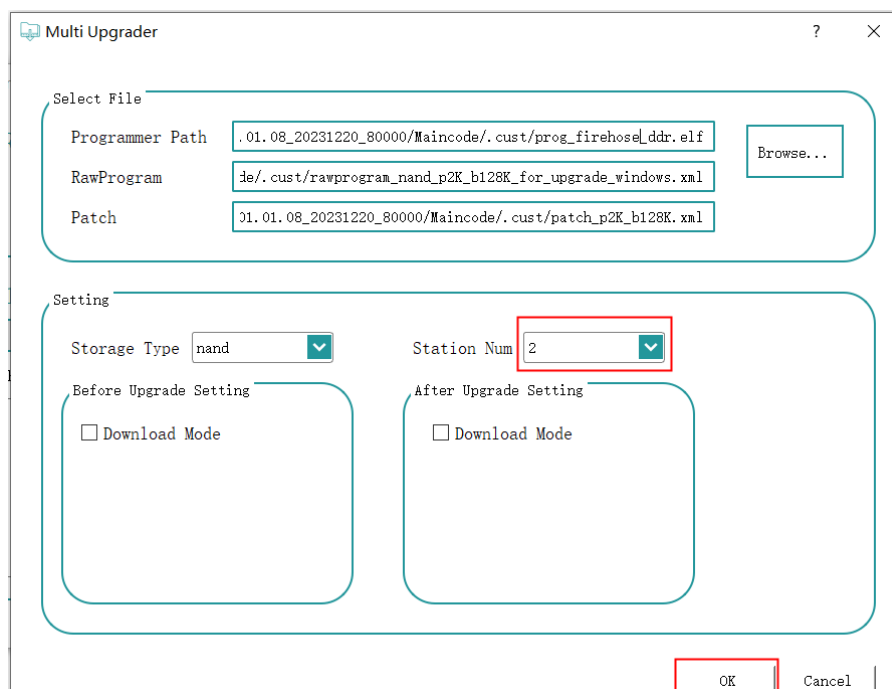 Multi Upgrader
?
Select File
Programmer Path .01.08_20231220_80000/Maincode/.cust/prog_firehose_ddr.elf
Browse...
RawProgram de/.cust/rawprogram_nand_p2K_b128K_for_upgrade_windows.xml
Patch 01.01.08_20231220_80000/Maincode/.cust/patch_p2K_b128K.xml
Setting
Storage Type nand Station Num 2
Before Upgrade Setting After Upgrade Setting
Download Mode Download Mode
OK Cancel